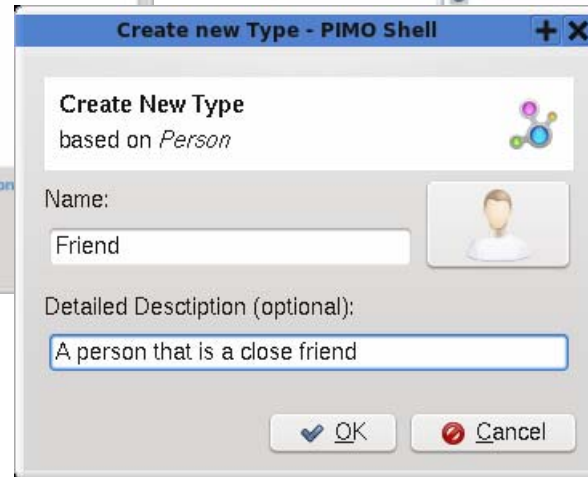 Create new Type - PIMO Shell
Create New Type
based on Person
Name:
Friend
Detailed Desctiption (optional):
A person that is a close friend
OK
Cancel